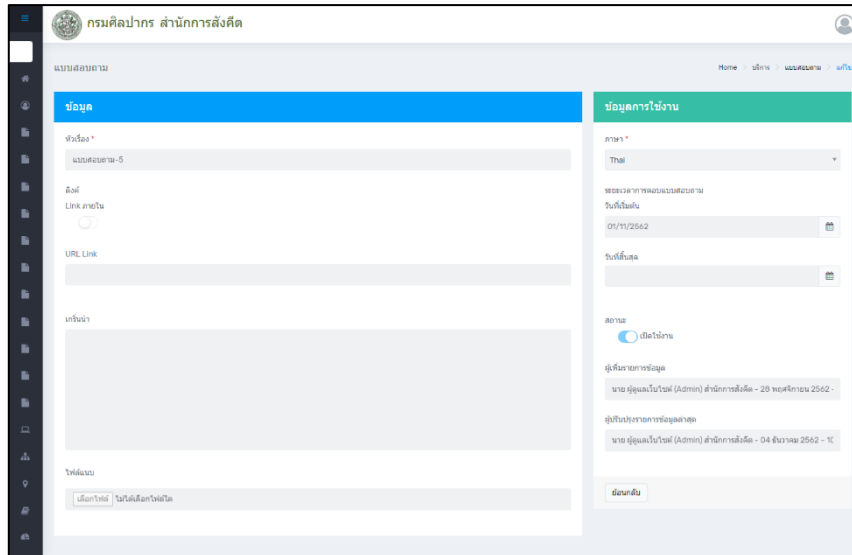 กรมศิลปากร สำนักการสังคีต
แบบสอบถาม
Home > บริการ > แบบสอบถาม > แก้ไข
ข้อมูล
หัวเรื่อง *
แบบสอบถาม-5
ลิงค์
Link ภายใน
URL Link
เกริ่นนำ
ไฟล์แนบ
เลือกไฟล์ ไม่ได้เลือกไฟล์ใด
ข้อมูลการใช้งาน
ภาษา *
Thai
ระยะเวลาการตอบแบบสอบถาม
วันที่เริ่มต้น
01/11/2562
วันที่สิ้นสุด
สถานะ
เปิดใช้งาน
ผู้เพิ่มรายการข้อมูล
นาย ผู้ดูแลเว็บไซต์ (Admin) สำนักการสังคีต - 28 พฤศจิกายน 2562 -
ผู้ปรับปรุงรายการข้อมูลล่าสุด
นาย ผู้ดูแลเว็บไซต์ (Admin) สำนักการสังคีต - 04 ธันวาคม 2562 - 10
ย้อนกลับ